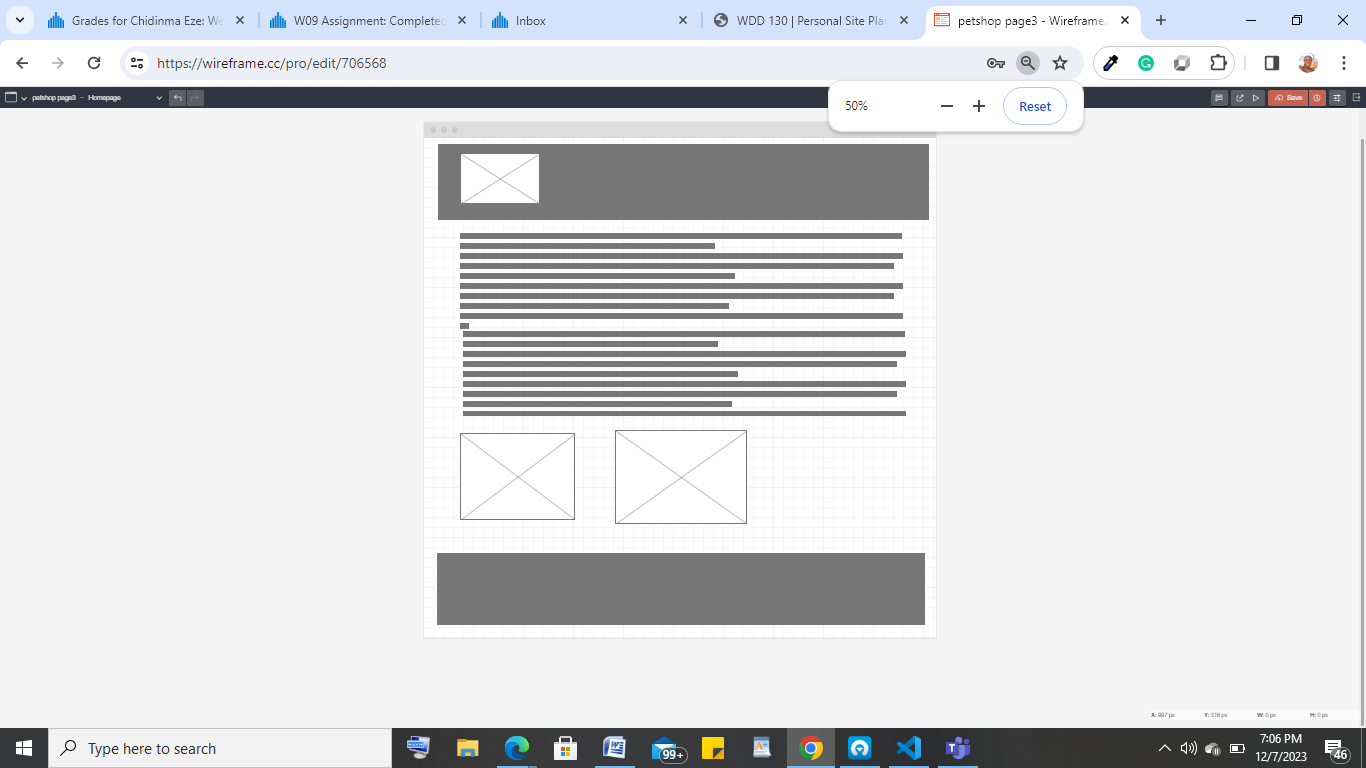 Grades for Chidinma Eze: We
W09 Assignment: Completed
Inbox
WDD 130 | Personal Site Plan
petshop page3 - Wireframe.
https://wireframe.cc/pro/edit/706568
petshop page3 — Homepage
Save
50%
Reset
X: 997 px Y: 318 px W: 0 px H: 0 px
Type here to search
99+
7:06 PM
12/7/2023
46